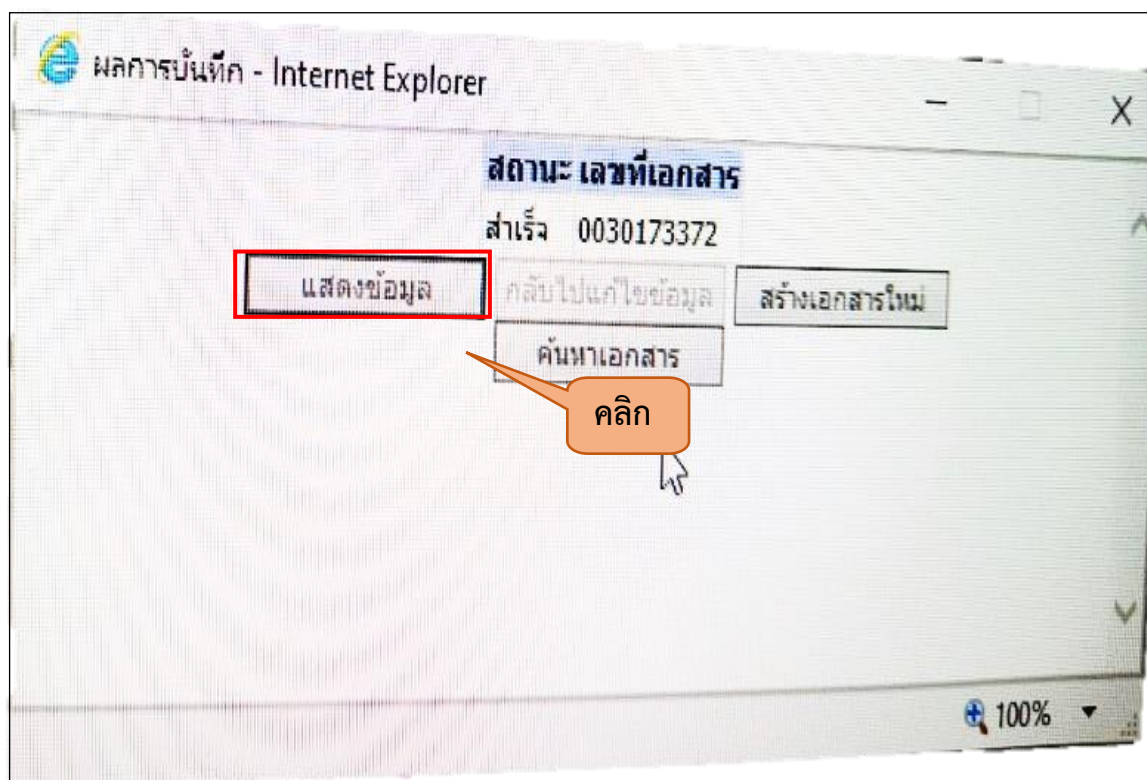 ผลการบันทึก - Internet Explorer
สถานะ เลขที่เอกสาร
สำเร็จ 0030173372
แสดงข้อมูล กลับไปแก้ไขข้อมูล สร้างเอกสารใหม่
ค้นหาเอกสาร
คลิก
100%